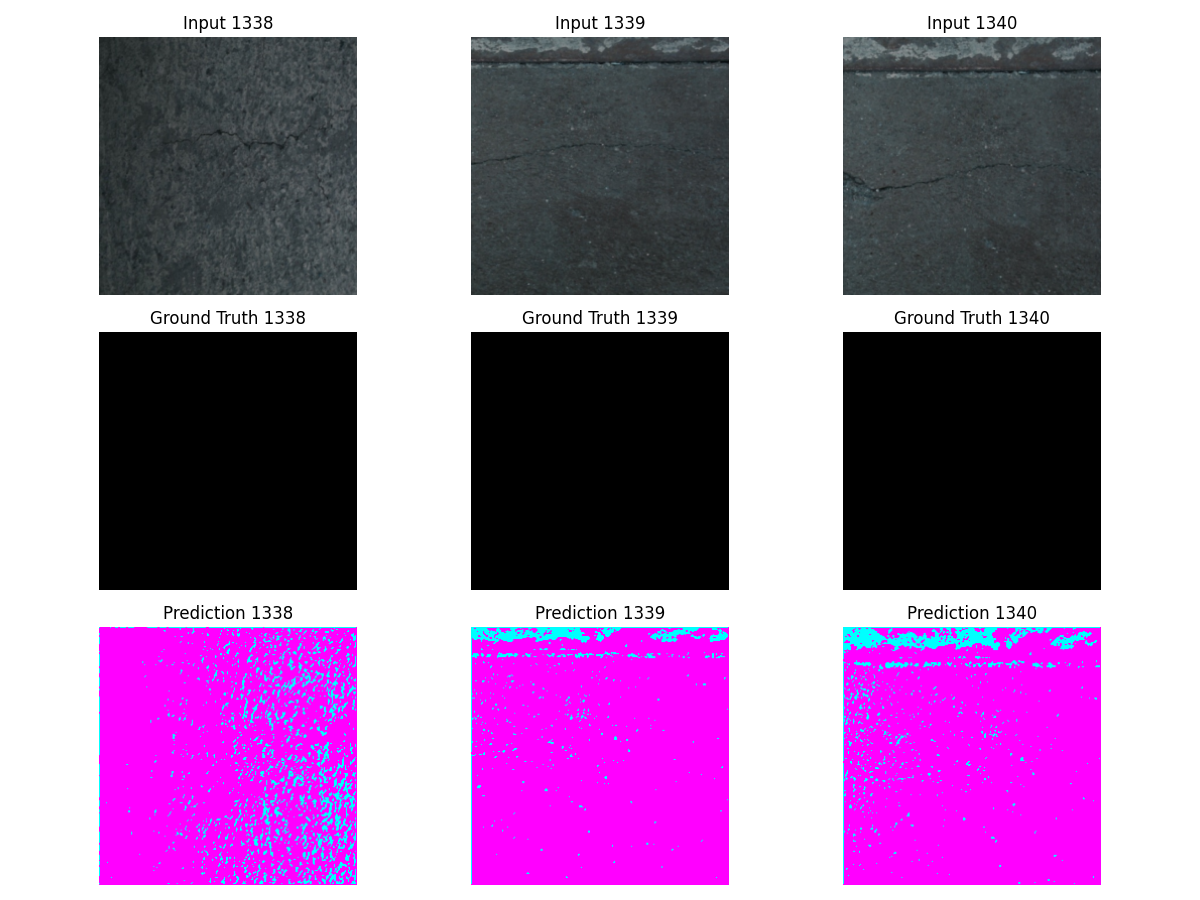 Input 1338
Input 1339
Input 1340
Ground Truth 1338
Ground Truth 1339
Ground Truth 1340
Prediction 1338
Prediction 1339
Prediction 1340